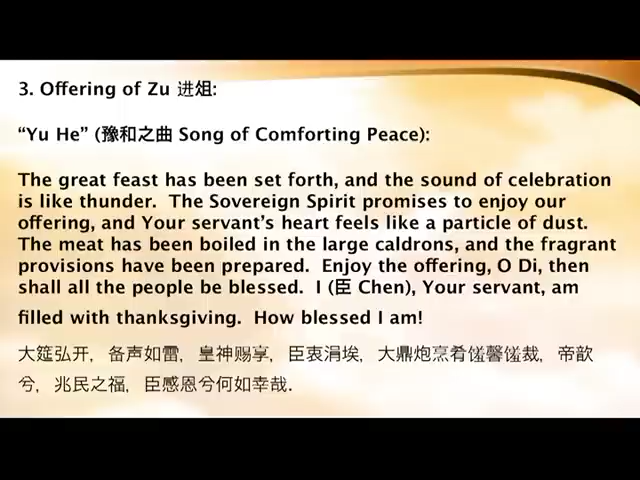 3. Offering of Zu 进俎:
“Yu He” (豫和之曲 Song of Comforting Peace):
The great feast has been set forth, and the sound of celebration
is like thunder.  The Sovereign Spirit promises to enjoy our
offering, and Your servant’s heart feels like a particle of dust.
The meat has been boiled in the large caldrons, and the fragrant
provisions have been prepared.  Enjoy the offering, O Di, then
shall all the people be blessed.  I (臣 Chen), Your servant, am
filled with thanksgiving.  How blessed I am!
大筵弘开，备声如雷，皇神赐享，臣衷涓埃，大鼎炮烹肴馐馨馐裁，帝歆
兮，兆民之福，臣感恩兮何如幸哉.